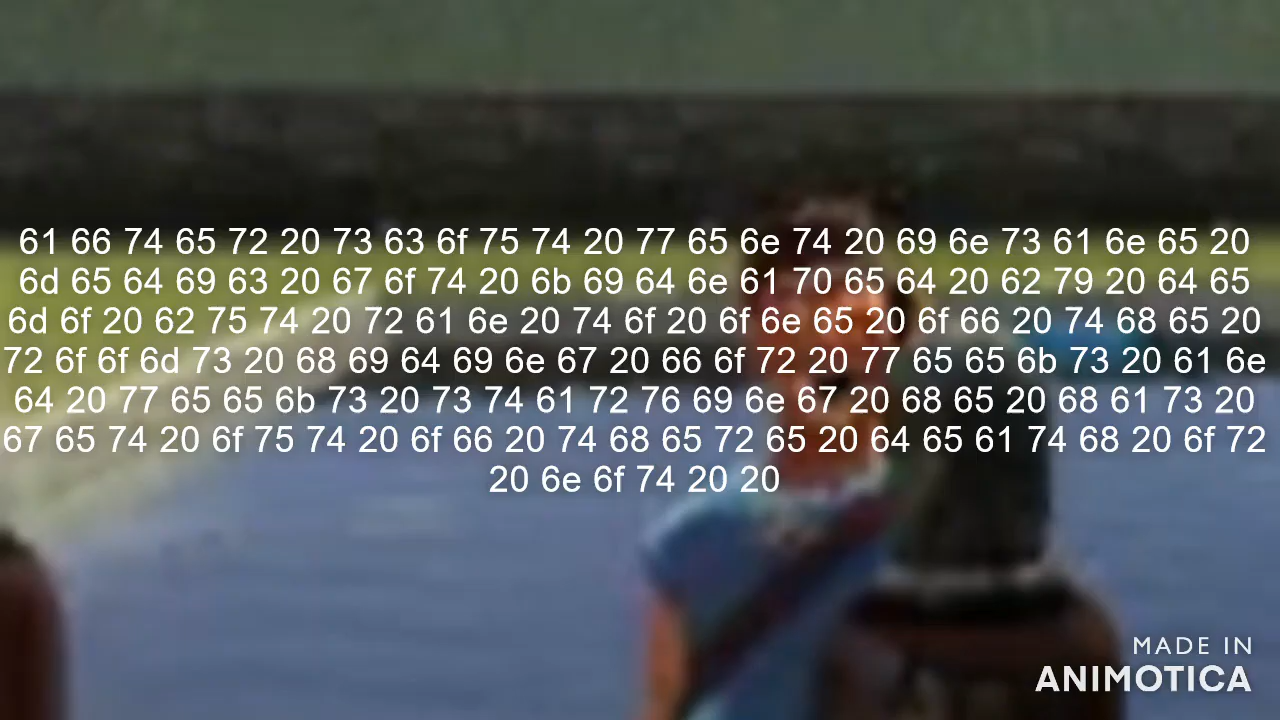 61 66 74 65 72 20 73 63 6f 75 74 20 77 65 6e 74 20 69 6e 73 61 6e 65 20
6d 65 64 69 63 20 67 6f 74 20 6b 69 64 6e 61 70 65 64 20 62 79 20 64 65
6d 6f 20 62 75 74 20 72 61 6e 20 74 6f 20 6f 6e 65 20 6f 66 20 74 68 65 20
72 6f 6f 6d 73 20 68 69 64 69 6e 67 20 66 6f 72 20 77 65 65 6b 73 20 61 6e
64 20 77 65 65 6b 73 20 73 74 61 72 76 69 6e 67 20 68 65 20 68 61 73 20
67 65 74 20 6f 75 74 20 6f 66 20 74 68 65 72 65 20 64 65 61 74 68 20 6f 72
20 6e 6f 74 20 20
MADE IN
ANIMOTICA